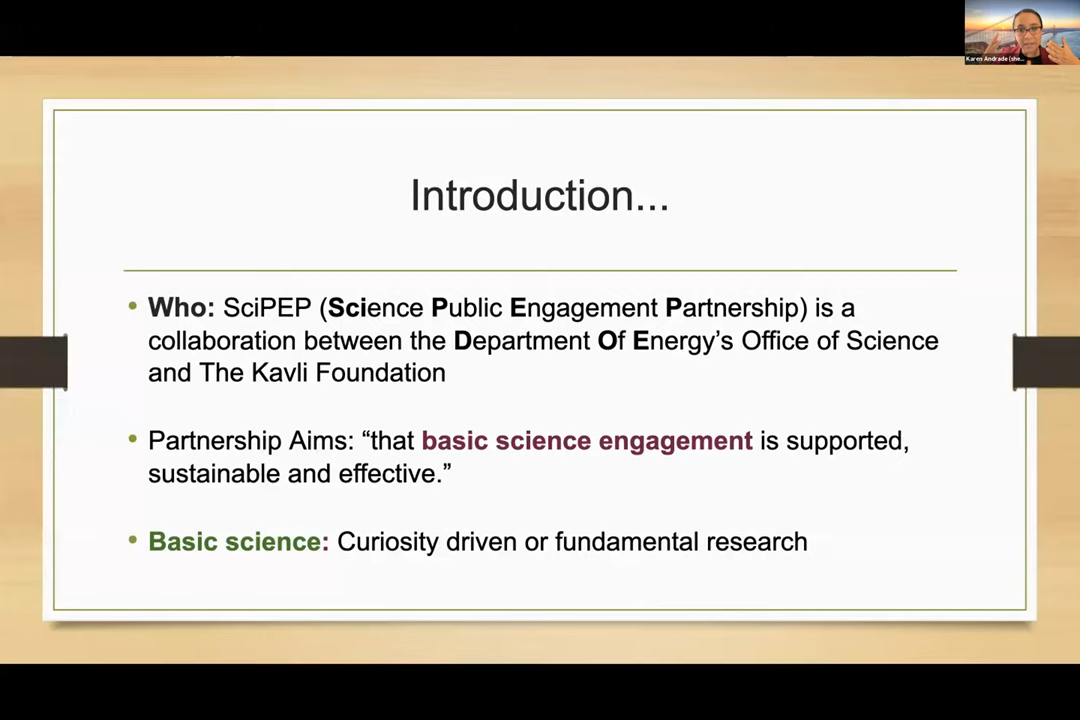 Karen Andrade (she...
Introduction...
• Who: SciPEP (Science Public Engagement Partnership) is a
collaboration between the Department Of Energy’s Office of Science
and The Kavli Foundation
• Partnership Aims: “that basic science engagement is supported,
sustainable and effective.”
• Basic science: Curiosity driven or fundamental research